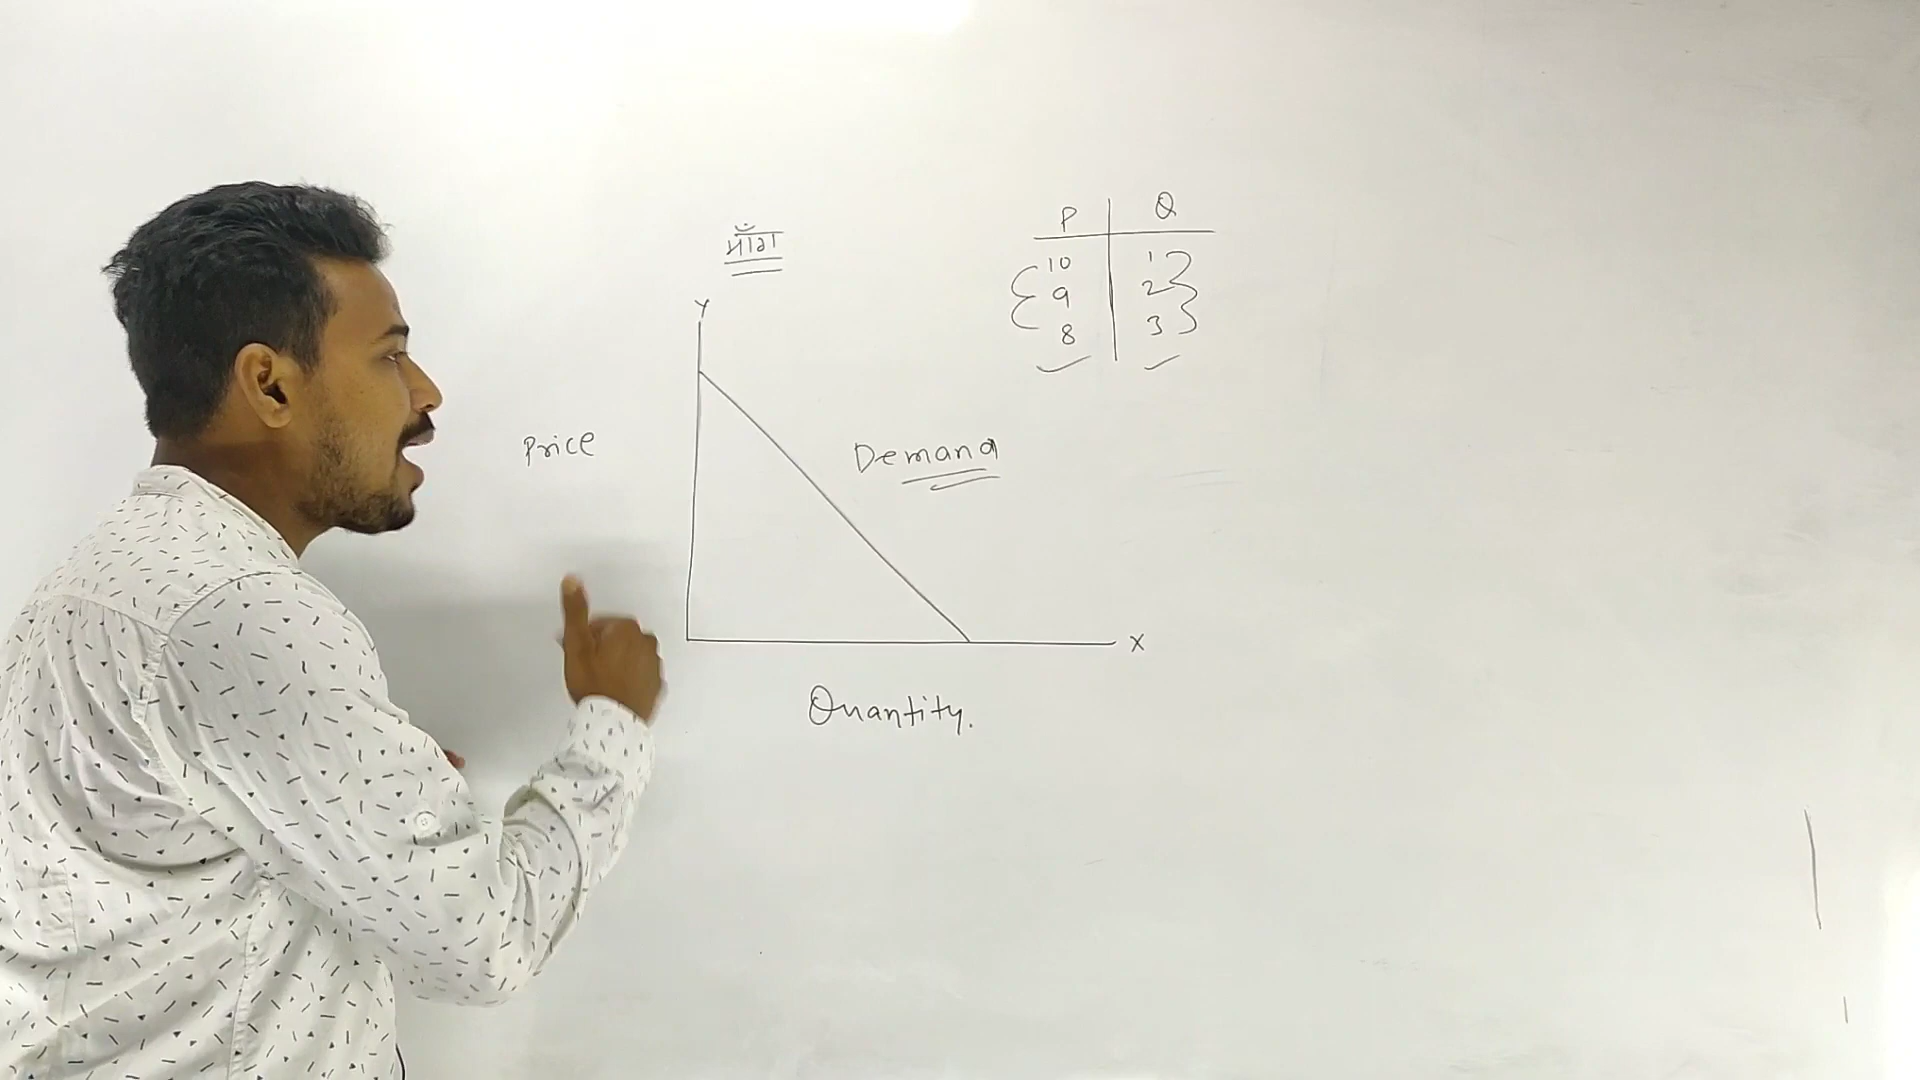 माँग
P Q
10 1
9 2
8 3
Y
Price
Demand
X
Quantity.